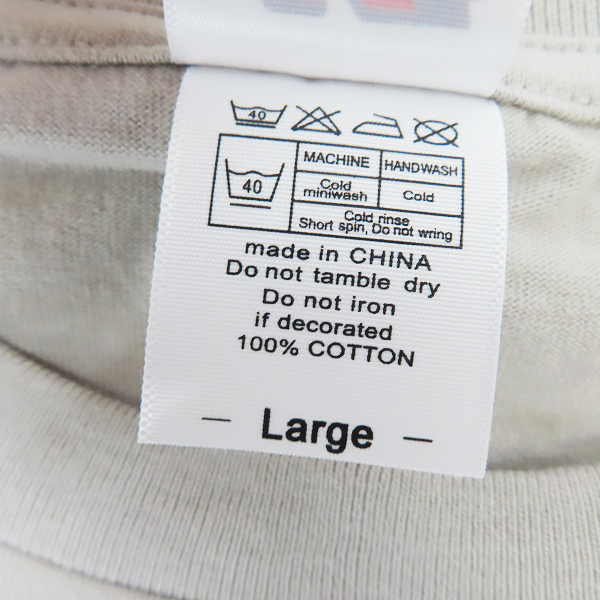 40
40
MACHINE HANDWASH
Cold miniwash Cold
Cold rinse
Short spin, Do not wring
made in CHINA
Do not tamble dry
Do not iron
if decorated
100% COTTON
— Large —